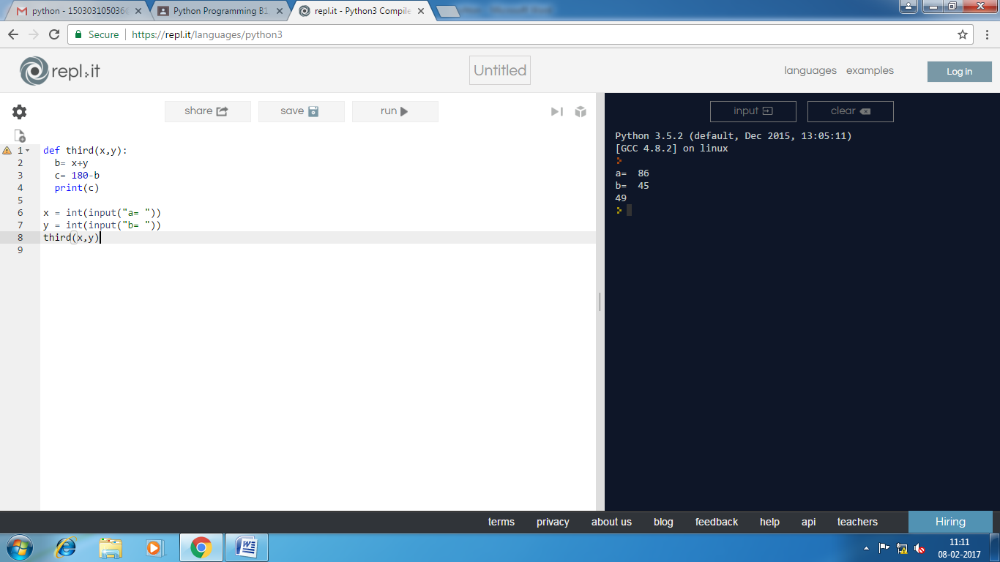 python - 150303105036@
Python Programming B1
repl.it - Python3 Compile
Secure
https://repl.it/languages/python3
repl.it
Untitled
languages
examples
Log in
share
save
run
input
clear
1
def third(x,y):
2
b= x+y
3
c= 180-b
4
print(c)
5
6
x = int(input("a= "))
7
y = int(input("b= "))
8
third(x,y)
9
Python 3.5.2 (default, Dec 2015, 13:05:11)
[GCC 4.8.2] on linux
a=  86
b=  45
49
terms
privacy
about us
blog
feedback
help
api
teachers
Hiring
11:11
08-02-2017